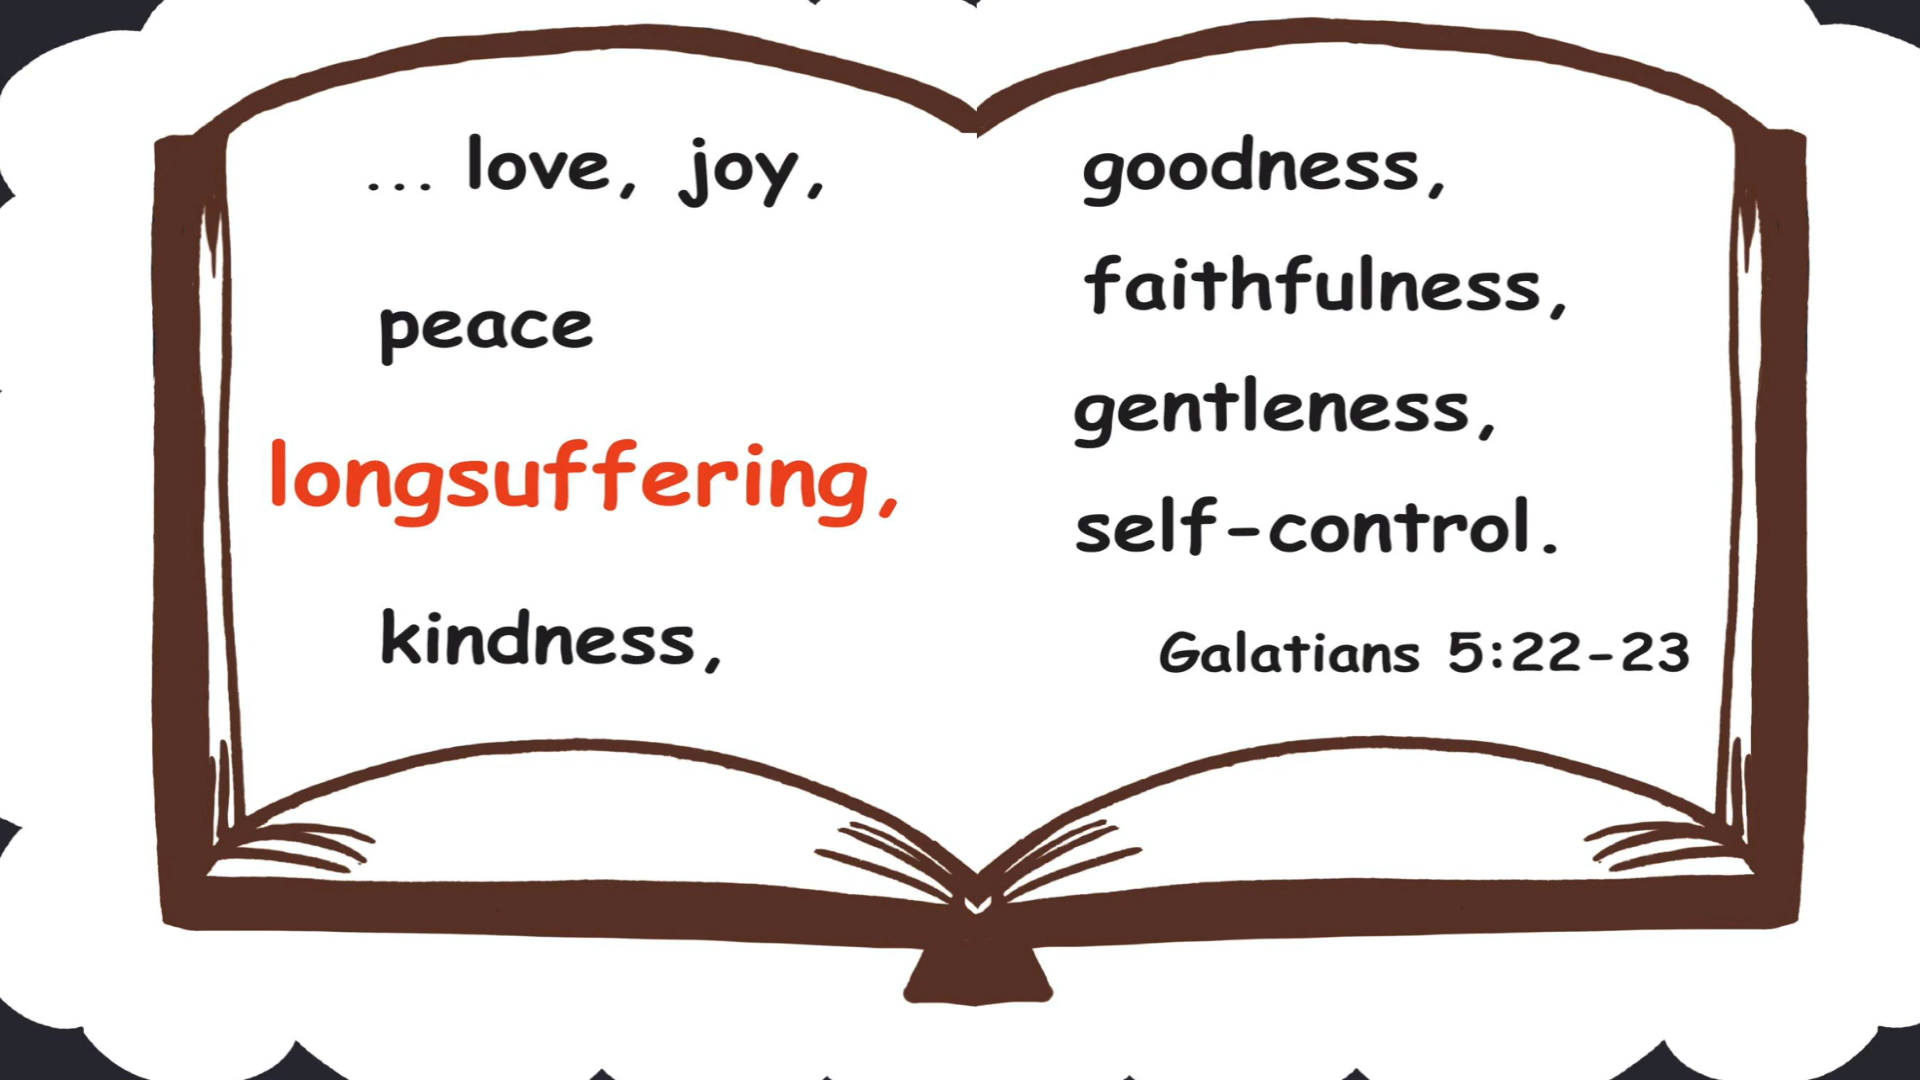 ... love, joy,
peace
longsuffering,
kindness,
goodness,
faithfulness,
gentleness,
self-control.
Galatians 5:22-23